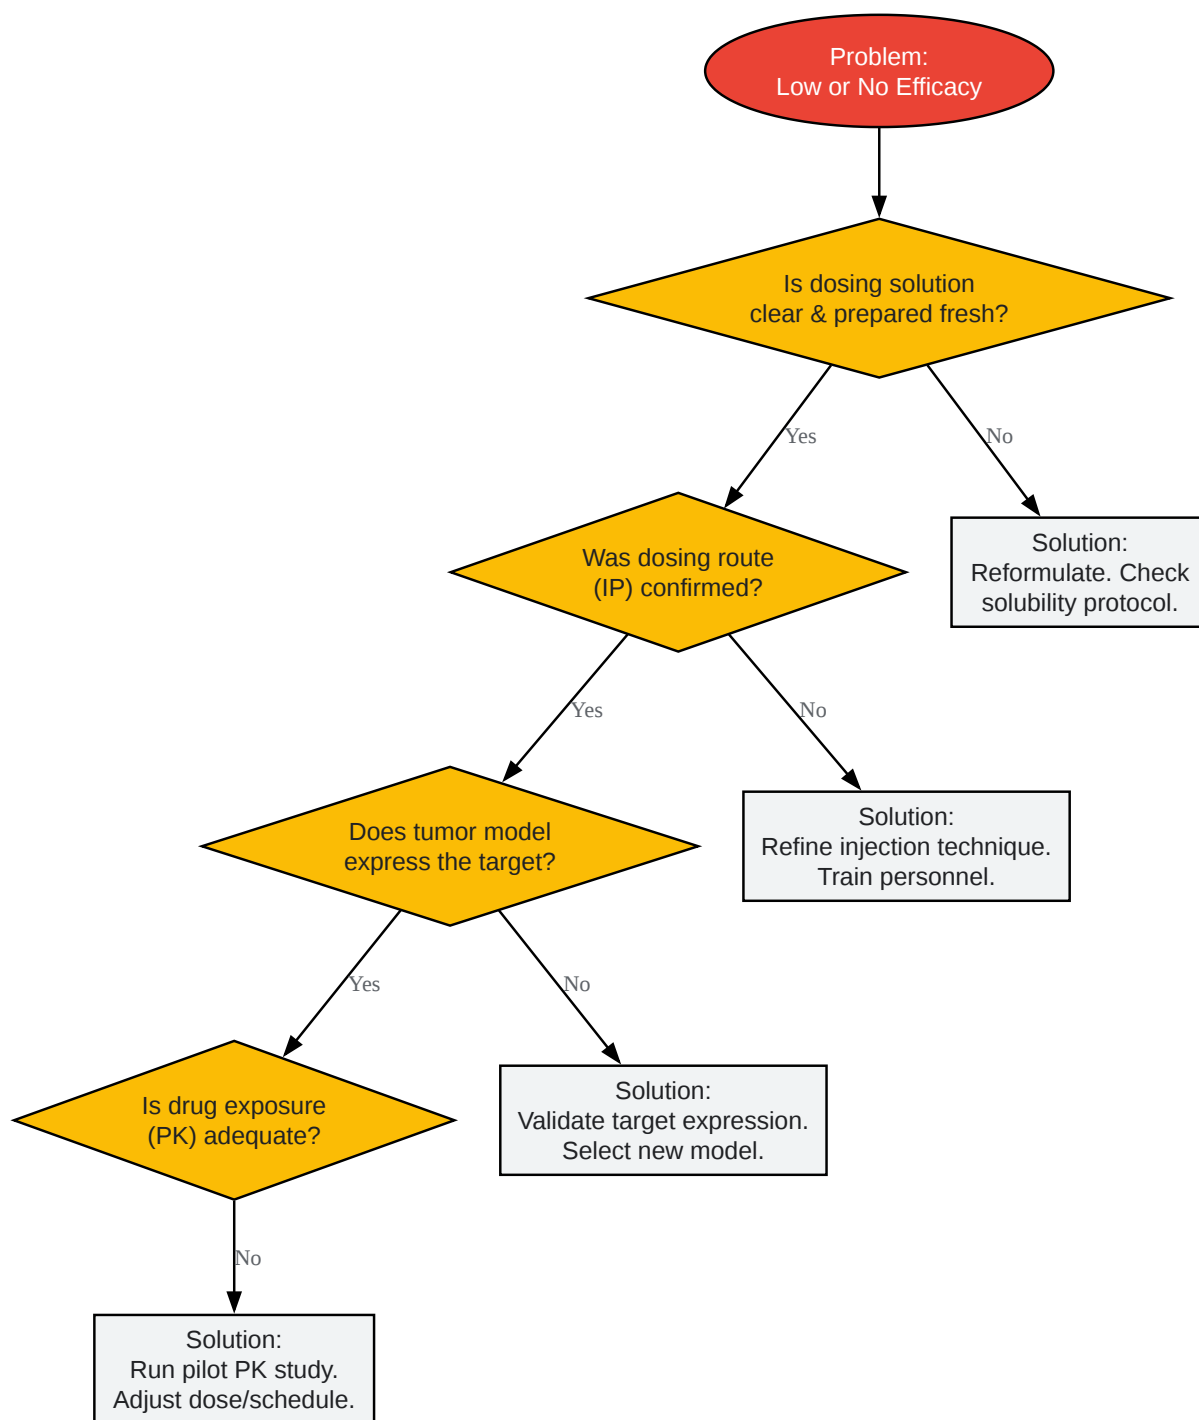 Problem:
Low or No Efficacy
Is dosing solution
clear & prepared fresh?
Yes
No
Was dosing route
(IP) confirmed?
Solution:
Reformulate. Check
solubility protocol.
Yes
No
Does tumor model
express the target?
Solution:
Refine injection technique.
Train personnel.
Yes
No
Is drug exposure
(PK) adequate?
Solution:
Validate target expression.
Select new model.
No
Solution:
Run pilot PK study.
Adjust dose/schedule.